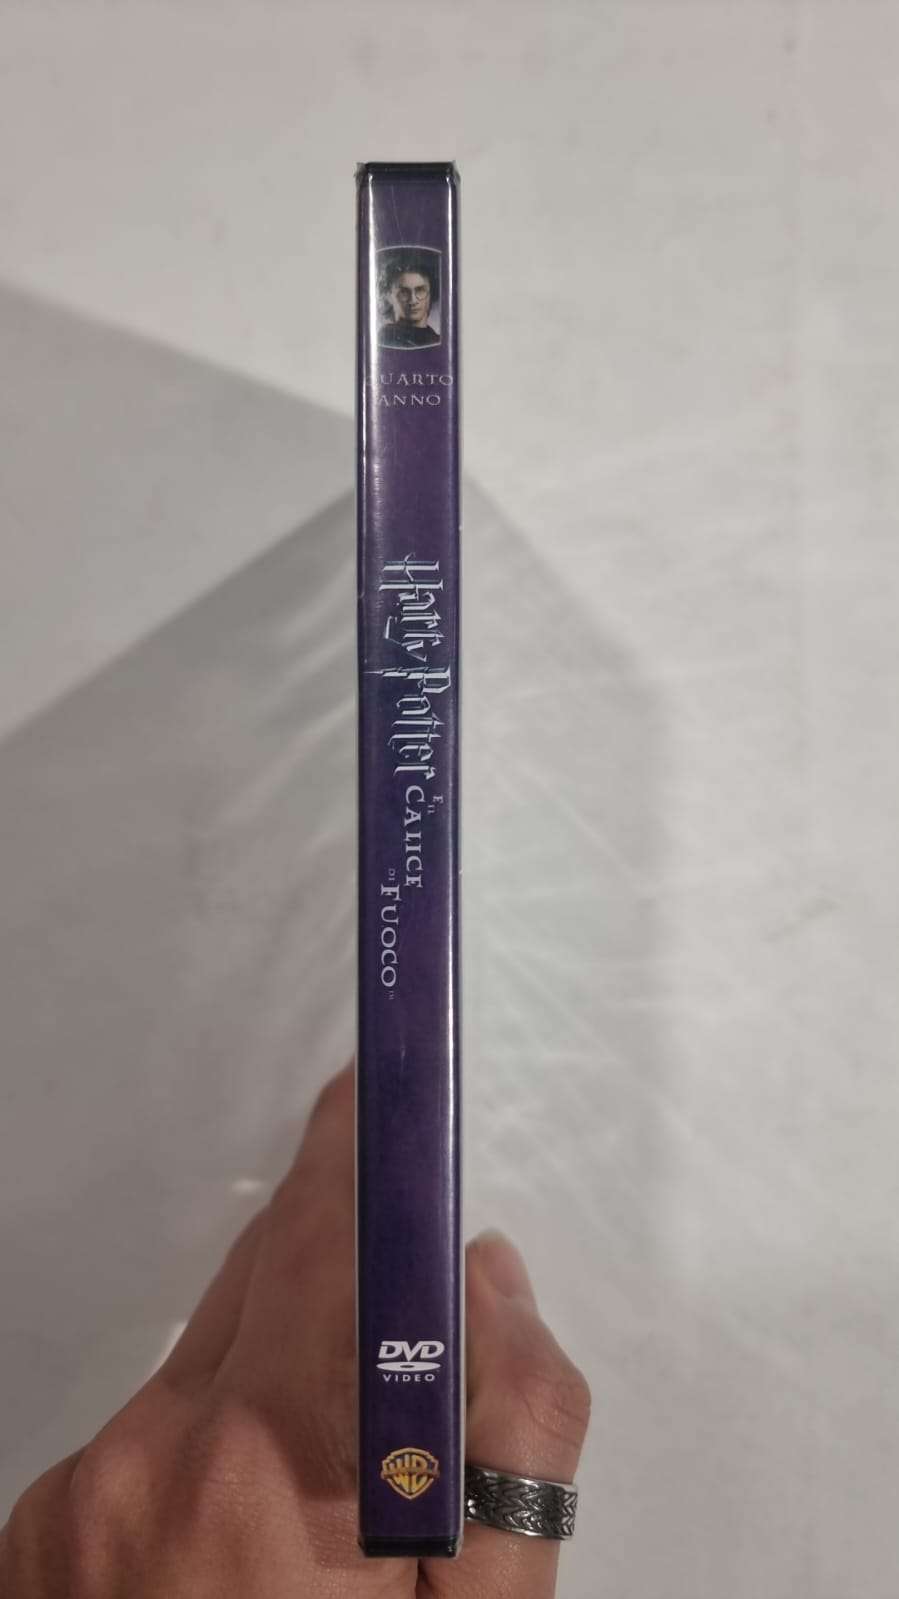 QUARTO
ANNO
Harry Potter
E IL
CALICE
DI FUOCO
DVD
VIDEO
WB